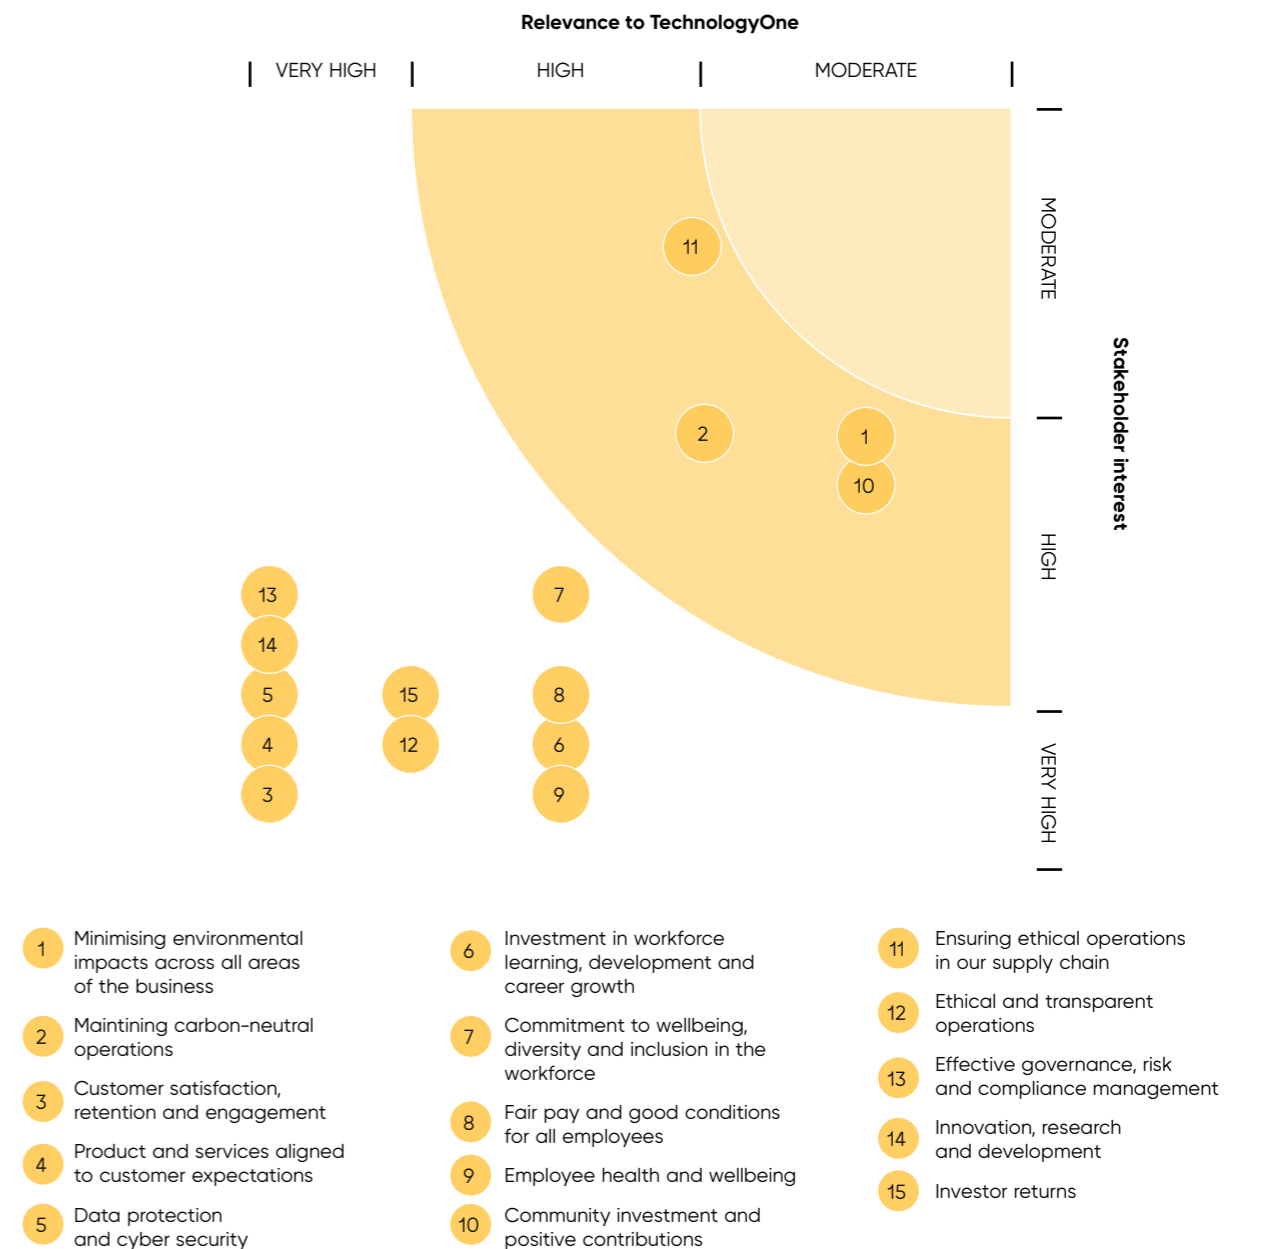 Relevance to TechnologyOne
VERY HIGH
HIGH
MODERATE
MODERATE
HIGH
VERY HIGH
Stakeholder interest
11
2
1
10
13
7
14
5
15
8
4
12
6
3
9
1
Minimising environmental
impacts across all areas
of the business
2
Maintining carbon-neutral
operations
3
Customer satisfaction,
retention and engagement
4
Product and services aligned
to customer expectations
5
Data protection
and cyber security
6
Investment in workforce
learning, development and
career growth
7
Commitment to wellbeing,
diversity and inclusion in the
workforce
8
Fair pay and good conditions
for all employees
9
Employee health and wellbeing
10
Community investment and
positive contributions
11
Ensuring ethical operations
in our supply chain
12
Ethical and transparent
operations
13
Effective governance, risk
and compliance management
14
Innovation, research
and development
15
Investor returns